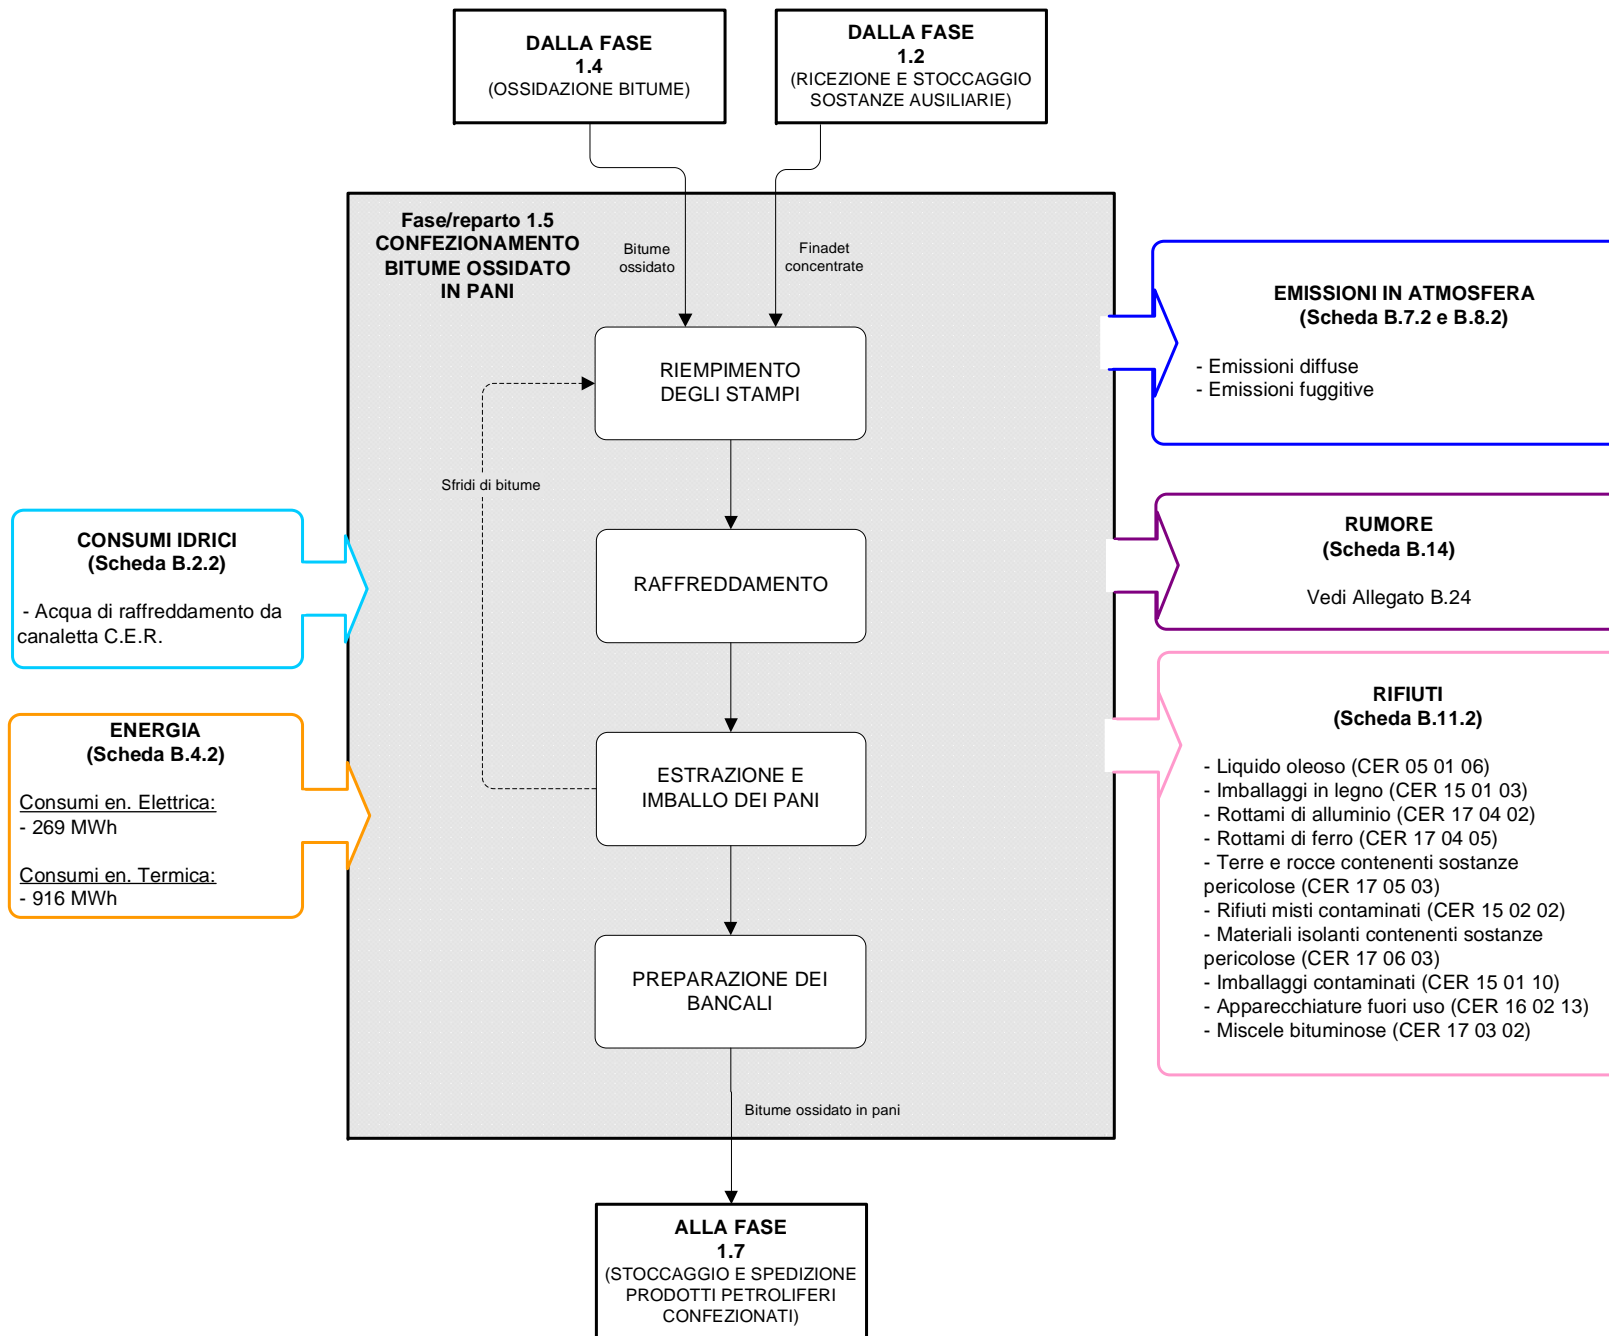 DALLA FASE
1.4
(OSSIDAZIONE BITUME)
DALLA FASE
1.2
(RICEZIONE E STOCCAGGIO
SOSTANZE AUSILIARIE)
Fase/reparto 1.5
CONFEZIONAMENTO
BITUME OSSIDATO
IN PANI
Bitume
ossidato
Finadet
concentrate
RIEMPIMENTO
DEGLI STAMPI
Sfridi di bitume
RAFFREDDAMENTO
ESTRAZIONE E
IMBALLO DEI PANI
PREPARAZIONE DEI
BANCALI
Bitume ossidato in pani
CONSUMI IDRICI
(Scheda B.2.2)
- Acqua di raffreddamento da
canaletta C.E.R.
ENERGIA
(Scheda B.4.2)
Consumi en. Elettrica:
- 269 MWh
Consumi en. Termica:
- 916 MWh
EMISSIONI IN ATMOSFERA
(Scheda B.7.2 e B.8.2)
- Emissioni diffuse
- Emissioni fuggitive
RUMORE
(Scheda B.14)
Vedi Allegato B.24
RIFIUTI
(Scheda B.11.2)
- Liquido oleoso (CER 05 01 06)
- Imballaggi in legno (CER 15 01 03)
- Rottami di alluminio (CER 17 04 02)
- Rottami di ferro (CER 17 04 05)
- Terre e rocce contenenti sostanze
pericolose (CER 17 05 03)
- Rifiuti misti contaminati (CER 15 02 02)
- Materiali isolanti contenenti sostanze
pericolose (CER 17 06 03)
- Imballaggi contaminati (CER 15 01 10)
- Apparecchiature fuori uso (CER 16 02 13)
- Miscele bituminose (CER 17 03 02)
ALLA FASE
1.7
(STOCCAGGIO E SPEDIZIONE
PRODOTTI PETROLIFERI
CONFEZIONATI)